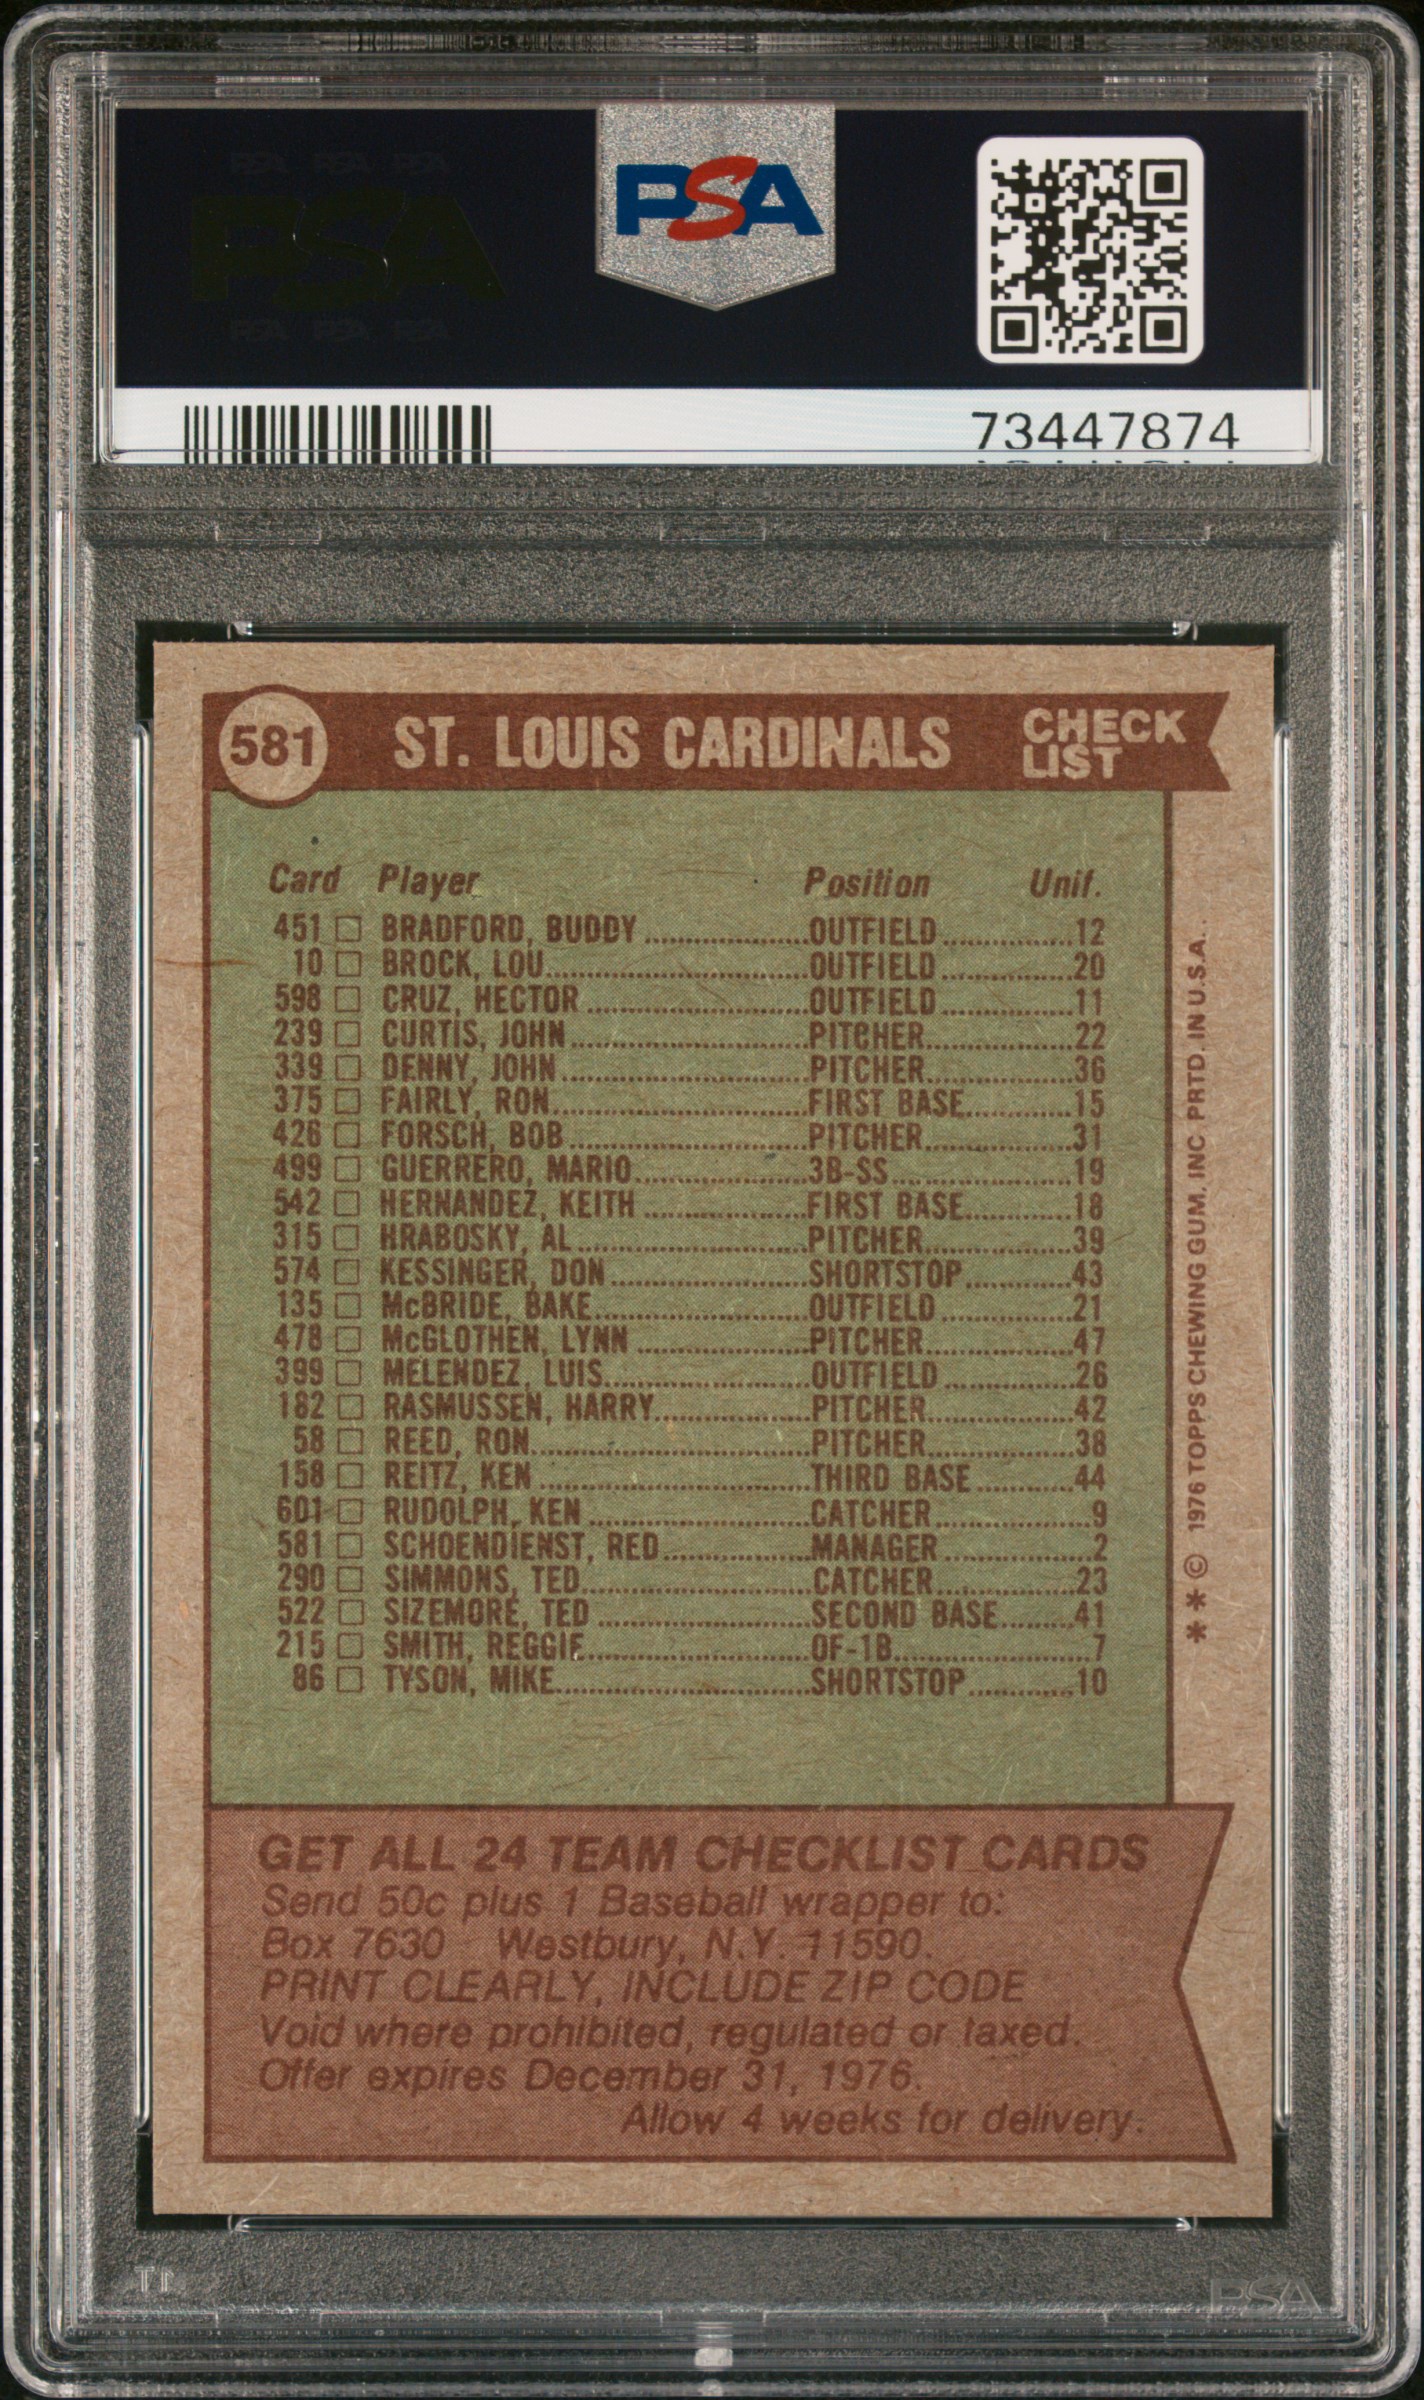 PSA PSA PSA
PSA
PSA PSA PSA
PSA
73447874
581 ST. LOUIS CARDINALS CHECK LIST
Card Player Position Unif.
451 □ BRADFORD, BUDDY OUTFIELD 12
10 □ BROCK, LOU OUTFIELD 20
598 □ CRUZ, HECTOR OUTFIELD 11
239 □ CURTIS, JOHN PITCHER 22
339 □ DENNY, JOHN PITCHER 36
375 □ FAIRLY, RON FIRST BASE 15
426 □ FORSCH, BOB PITCHER 31
499 □ GUERRERO, MARIO 3B-SS 19
542 □ HERNANDEZ, KEITH FIRST BASE 18
315 □ HRABOSKY, AL PITCHER 39
574 □ KESSINGER, DON SHORTSTOP 43
135 □ McBRIDE, BAKE OUTFIELD 21
478 □ McGLOTHEN, LYNN PITCHER 47
399 □ MELENDEZ, LUIS OUTFIELD 26
182 □ RASMUSSEN, HARRY PITCHER 42
58 □ REED, RON PITCHER 38
158 □ REITZ, KEN THIRD BASE 44
601 □ RUDOLPH, KEN CATCHER 9
581 □ SCHOENDIENST, RED MANAGER 2
290 □ SIMMONS, TED CATCHER 23
522 □ SIZEMORE, TED SECOND BASE 41
215 □ SMITH, REGGIE OF-1B 7
86 □ TYSON, MIKE SHORTSTOP 10
** © 1976 TOPPS CHEWING GUM, INC. PRTD. IN U.S.A.
GET ALL 24 TEAM CHECKLIST CARDS
Send 50c plus 1 Baseball wrapper to:
Box 7630 Westbury, N.Y. 11590.
PRINT CLEARLY, INCLUDE ZIP CODE
Void where prohibited, regulated or taxed.
Offer expires December 31, 1976.
Allow 4 weeks for delivery.
PSA